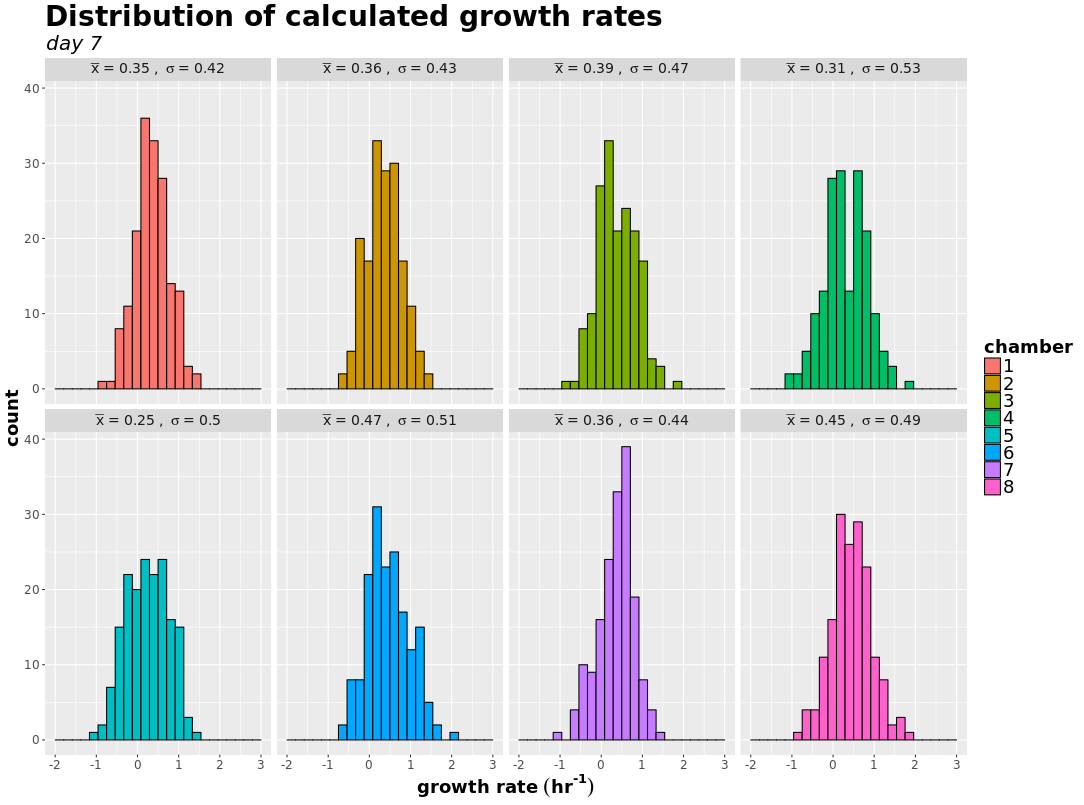 Distribution of calculated growth rates
day 7
x̅ = 0.35 , σ = 0.42
x̅ = 0.36 , σ = 0.43
x̅ = 0.39 , σ = 0.47
x̅ = 0.31 , σ = 0.53
40
30
20
10
0
x̅ = 0.25 , σ = 0.5
x̅ = 0.47 , σ = 0.51
x̅ = 0.36 , σ = 0.44
x̅ = 0.45 , σ = 0.49
40
30
20
10
0
-2 -1 0 1 2 3
-2 -1 0 1 2 3
-2 -1 0 1 2 3
-2 -1 0 1 2 3
count
growth rate (hr⁻¹)
chamber
1
2
3
4
5
6
7
8